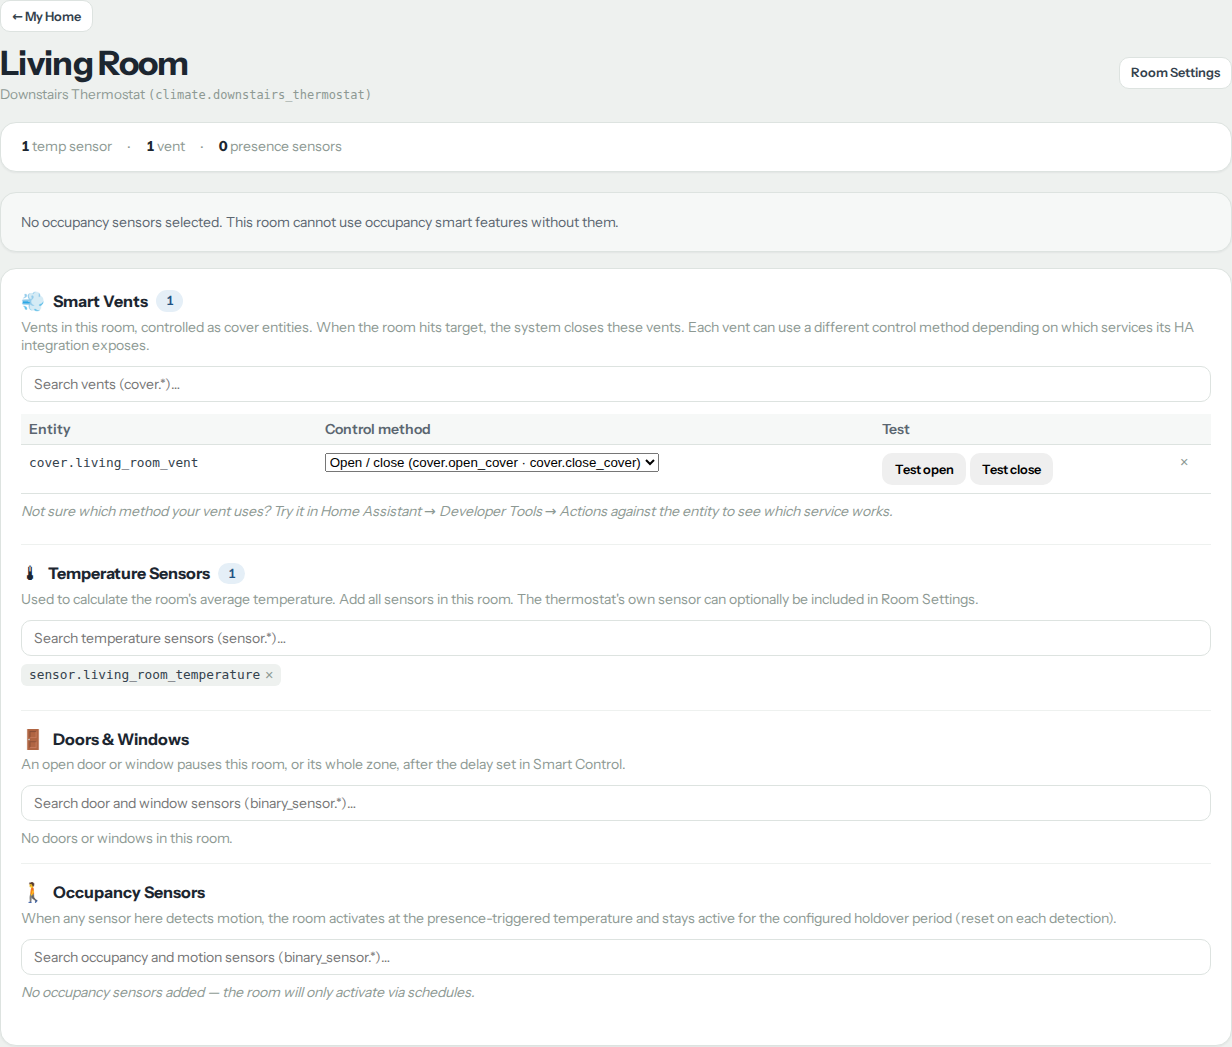 ← My Home
Living Room
Room Settings
Downstairs Thermostat (climate.downstairs_thermostat)
1 temp sensor · 1 vent · 0 presence sensors
No occupancy sensors selected. This room cannot use occupancy smart features without them.
Smart Vents 1
Vents in this room, controlled as cover entities. When the room hits target, the system closes these vents. Each vent can use a different control method depending on which services its HA
integration exposes.
Search vents (cover.*)...
Entity Control method Test
cover.living_room_vent Open / close (cover.open_cover · cover.close_cover) Test open Test close ×
Not sure which method your vent uses? Try it in Home Assistant → Developer Tools → Actions against the entity to see which service works.
Temperature Sensors 1
Used to calculate the room's average temperature. Add all sensors in this room. The thermostat's own sensor can optionally be included in Room Settings.
Search temperature sensors (sensor.*)...
sensor.living_room_temperature ×
Doors & Windows
An open door or window pauses this room, or its whole zone, after the delay set in Smart Control.
Search door and window sensors (binary_sensor.*)...
No doors or windows in this room.
Occupancy Sensors
When any sensor here detects motion, the room activates at the presence-triggered temperature and stays active for the configured holdover period (reset on each detection).
Search occupancy and motion sensors (binary_sensor.*)...
No occupancy sensors added — the room will only activate via schedules.